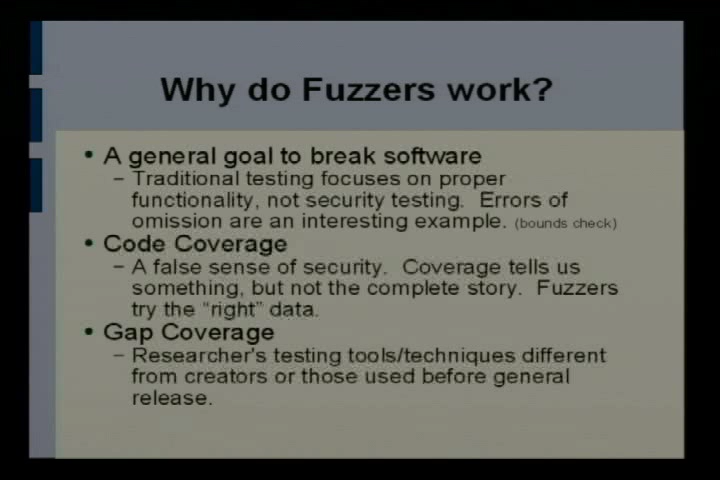 Why do Fuzzers work?
• A general goal to break software
– Traditional testing focuses on proper
functionality, not security testing. Errors of
omission are an interesting example. (bounds check)
• Code Coverage
– A false sense of security. Coverage tells us
something, but not the complete story. Fuzzers
try the “right” data.
• Gap Coverage
– Researcher's testing tools/techniques different
from creators or those used before general
release.